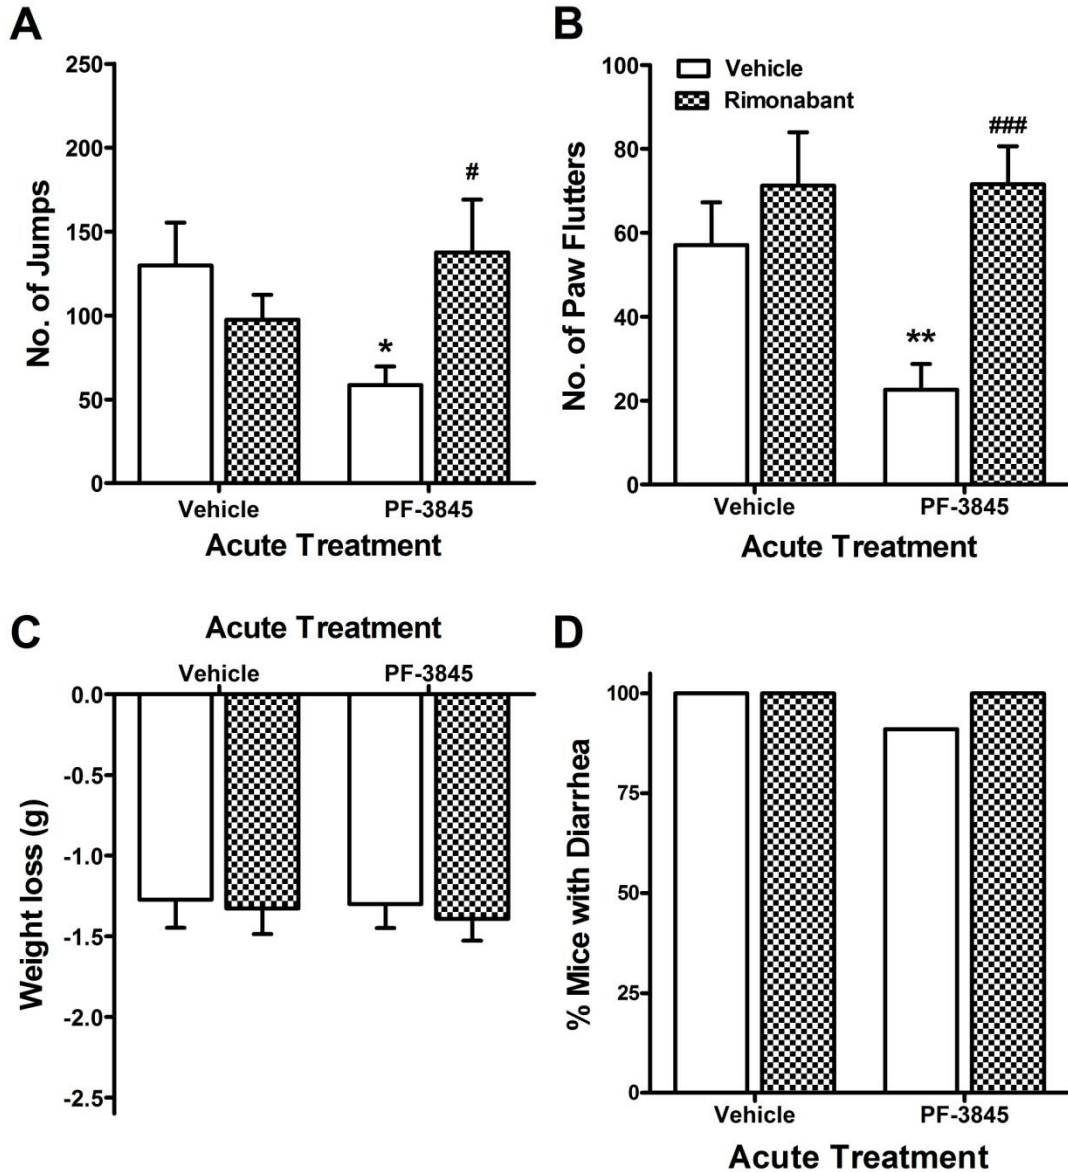 A
250
200
150
100
50
0
No. of Jumps
*
#
Vehicle PF-3845
Acute Treatment
B
100
80
60
40
20
0
No. of Paw Flutters
Vehicle
Rimonabant
**
###
Vehicle PF-3845
Acute Treatment
C
Acute Treatment
Vehicle PF-3845
0.0
-0.5
-1.0
-1.5
-2.0
-2.5
Weight loss (g)
D
100
75
50
25
0
% Mice with Diarrhea
Vehicle PF-3845
Acute Treatment